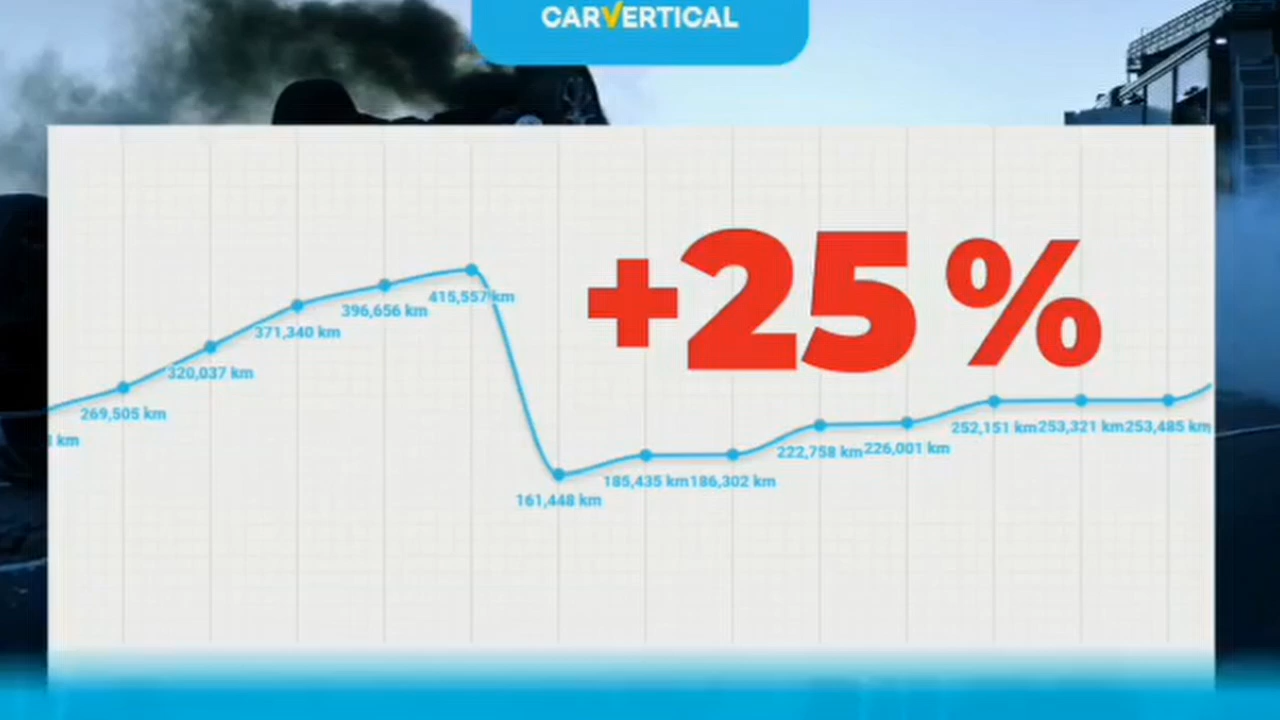 CARVERTICAL
+25%
415,557 km
396,656 km
371,340 km
320,037 km
269,505 km
km
252,151 km 253,321 km 253,485 km
222,758 km 226,001 km
185,435 km 186,302 km
161,448 km